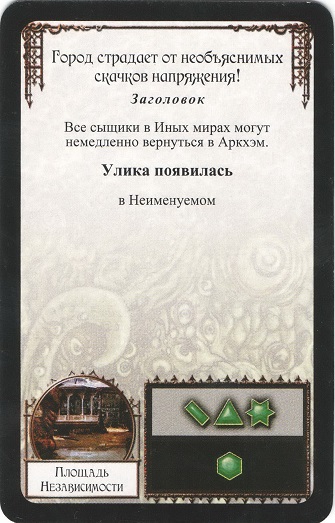 Город страдает от необъяснимых
скачков напряжения!
Заголовок
Все сыщики в Иных мирах могут
немедленно вернуться в Аркхэм.
Улика появилась
в Неименуемом
Площадь
Независимости